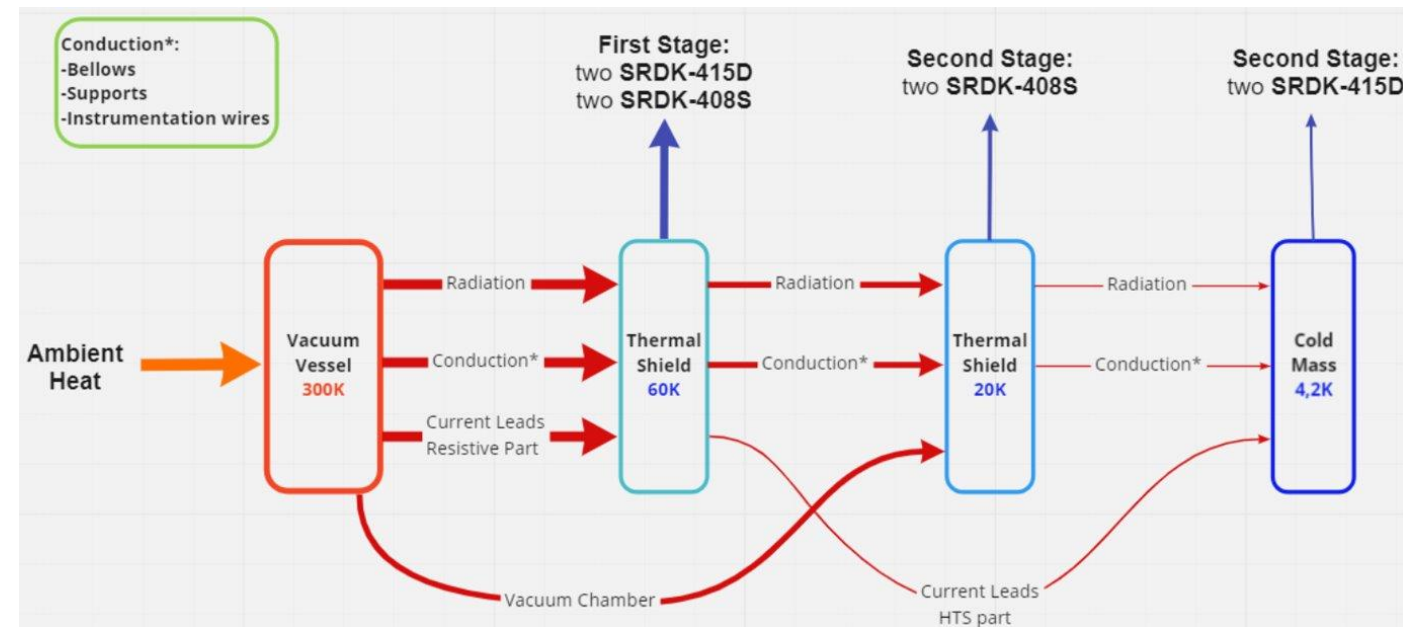 Conduction*:
-Bellows
-Supports
-Instrumentation wires
First Stage:
two SRDK-415D
two SRDK-408S
Second Stage:
two SRDK-408S
Second Stage:
two SRDK-415D
Ambient
Heat
Vacuum
Vessel
300K
Radiation
Conduction*
Current Leads
Resistive Part
Thermal
Shield
60K
Radiation
Conduction*
Thermal
Shield
20K
Radiation
Conduction*
Cold
Mass
4,2K
Vacuum Chamber
Current Leads
HTS part